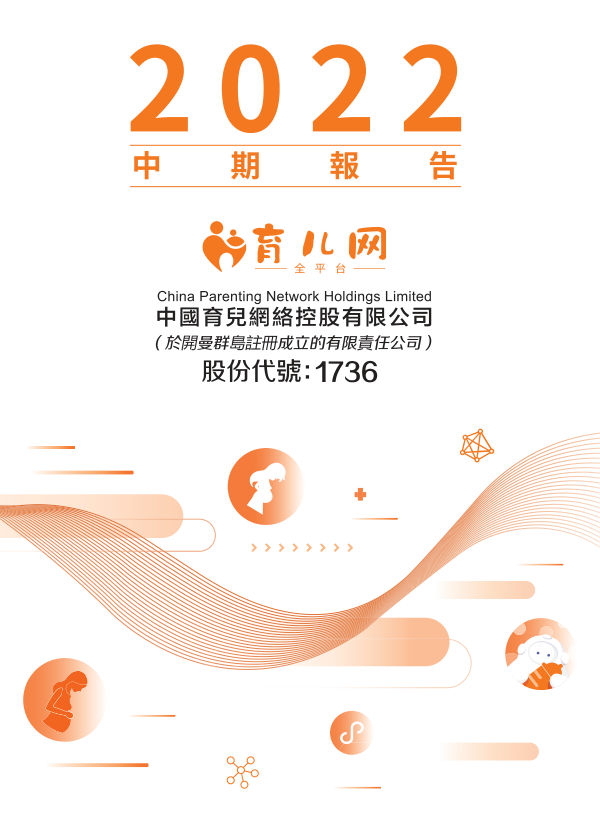 2022
中期報告
育儿网
全平台
China Parenting Network Holdings Limited
中國育兒網絡控股有限公司
（於開曼群島註冊成立的有限責任公司）
股份代號：1736